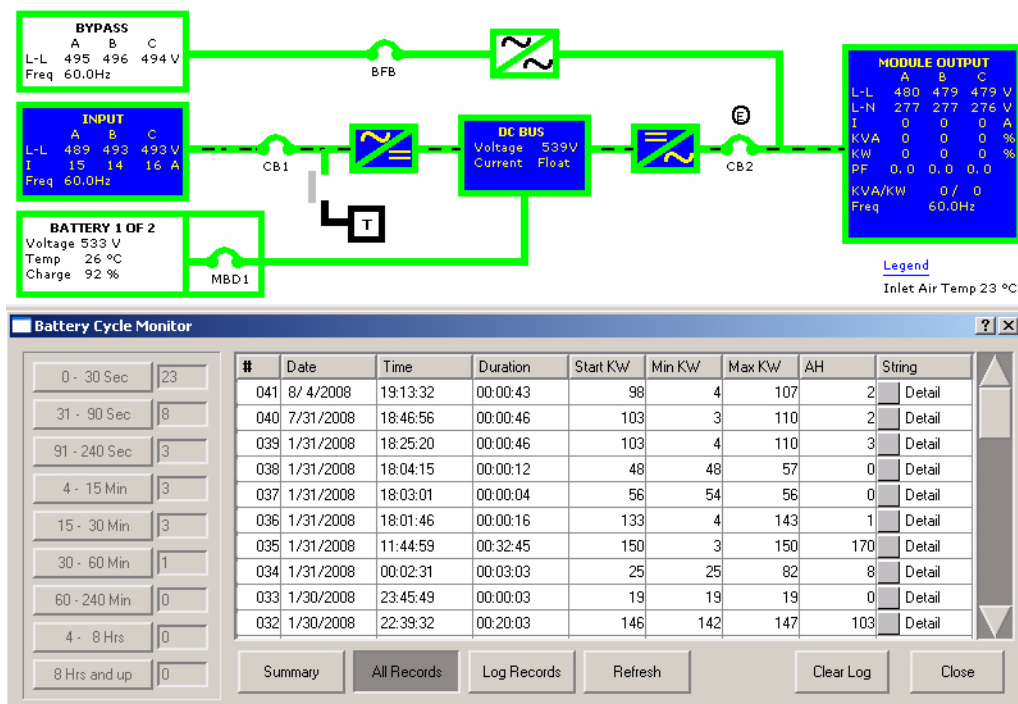 BYPASS
A B C
L-L 495 496 494 V
Freq 60.0Hz
BFB
MODULE OUTPUT
A B C
L-L 480 479 479 V
L-N 277 277 276 V
I 0 0 0 A
KVA 0 0 0 %
KW 0 0 0 %
PF 0.0 0.0 0.0
KVA/KW 0/ 0
Freq 60.0Hz
INPUT
A B C
L-L 489 493 493 V
I 15 14 16 A
Freq 60.0Hz
CB1
T
DC BUS
Voltage 539V
Current Float
E
CB2
BATTERY 1 OF 2
Voltage 533 V
Temp 26 ºC
Charge 92 %
MBD1
Legend
Inlet Air Temp 23 ºC
Battery Cycle Monitor
? X
0 - 30 Sec 23
31 - 90 Sec 8
91 - 240 Sec 3
4 - 15 Min 3
15 - 30 Min 3
30 - 60 Min 1
60 - 240 Min 0
4 - 8 Hrs 0
8 Hrs and up 0
# Date Time Duration Start KW Min KW Max KW AH String
041 8/ 4/2008 19:13:32 00:00:43 98 4 107 2 Detail
040 7/31/2008 18:46:56 00:00:46 103 3 110 2 Detail
039 1/31/2008 18:25:20 00:00:46 103 4 110 3 Detail
038 1/31/2008 18:04:15 00:00:12 48 48 57 0 Detail
037 1/31/2008 18:03:01 00:00:04 56 54 56 0 Detail
036 1/31/2008 18:01:46 00:00:16 133 4 143 1 Detail
035 1/31/2008 11:44:59 00:32:45 150 3 150 170 Detail
034 1/31/2008 00:02:31 00:03:03 25 25 82 8 Detail
033 1/30/2008 23:45:49 00:00:03 19 19 19 0 Detail
032 1/30/2008 22:39:32 00:20:03 146 142 147 103 Detail
Summary All Records Log Records Refresh Clear Log Close